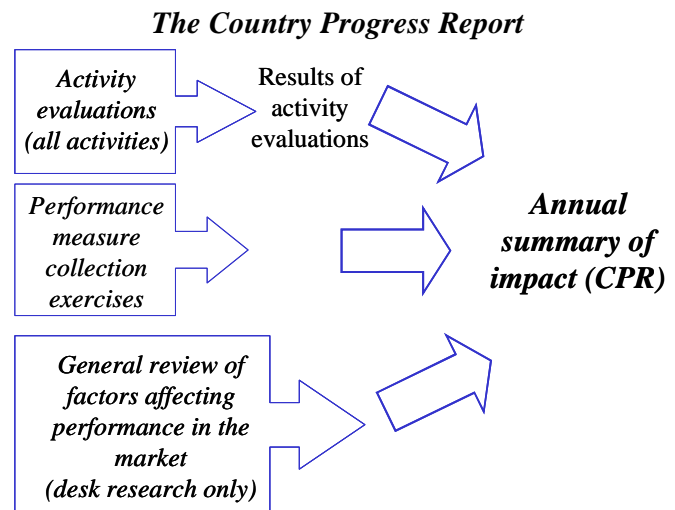 The Country Progress Report
Activity
evaluations
(all activities)
Results of
activity
evaluations
Performance
measure
collection
exercises
Annual
summary of
impact (CPR)
General review of
factors affecting
performance in the
market
(desk research only)